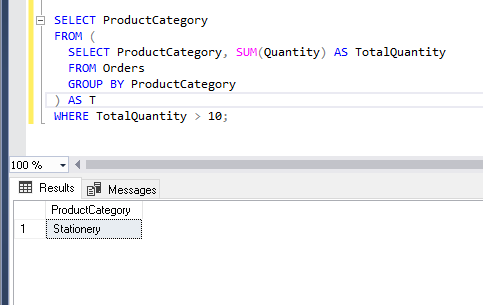 SELECT ProductCategory
FROM (
SELECT ProductCategory, SUM(Quantity) AS TotalQuantity
FROM Orders
GROUP BY ProductCategory
) AS T
WHERE TotalQuantity > 10;
100 %
Results Messages
ProductCategory
1 Stationery